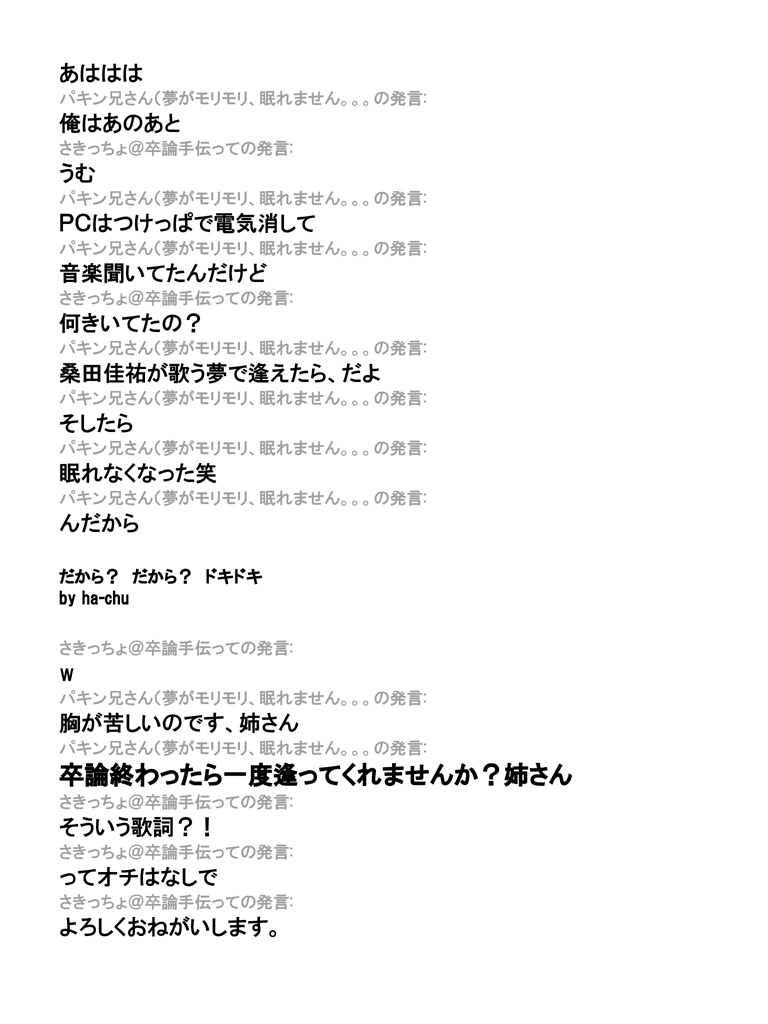 あははは
パキン兄さん（夢がモリモリ、眠れません。。。の発言:
俺はあのあと
さきっちょ＠卒論手伝っての発言:
うむ
パキン兄さん（夢がモリモリ、眠れません。。。の発言:
PCはつけっぱで電気消して
パキン兄さん（夢がモリモリ、眠れません。。。の発言:
音楽聞いてたんだけど
さきっちょ＠卒論手伝っての発言:
何きいてたの？
パキン兄さん（夢がモリモリ、眠れません。。。の発言:
桑田佳祐が歌う夢で逢えたら、だよ
パキン兄さん（夢がモリモリ、眠れません。。。の発言:
そしたら
パキン兄さん（夢がモリモリ、眠れません。。。の発言:
眠れなくなった笑
パキン兄さん（夢がモリモリ、眠れません。。。の発言:
んだから
だから？　だから？　ドキドキ
by ha-chu
さきっちょ＠卒論手伝っての発言:
w
パキン兄さん（夢がモリモリ、眠れません。。。の発言:
胸が苦しいのです、姉さん
パキン兄さん（夢がモリモリ、眠れません。。。の発言:
卒論終わったら一度逢ってくれませんか？姉さん
さきっちょ＠卒論手伝っての発言:
そういう歌詞？！
さきっちょ＠卒論手伝っての発言:
ってオチはなしで
さきっちょ＠卒論手伝っての発言:
よろしくおねがいします。